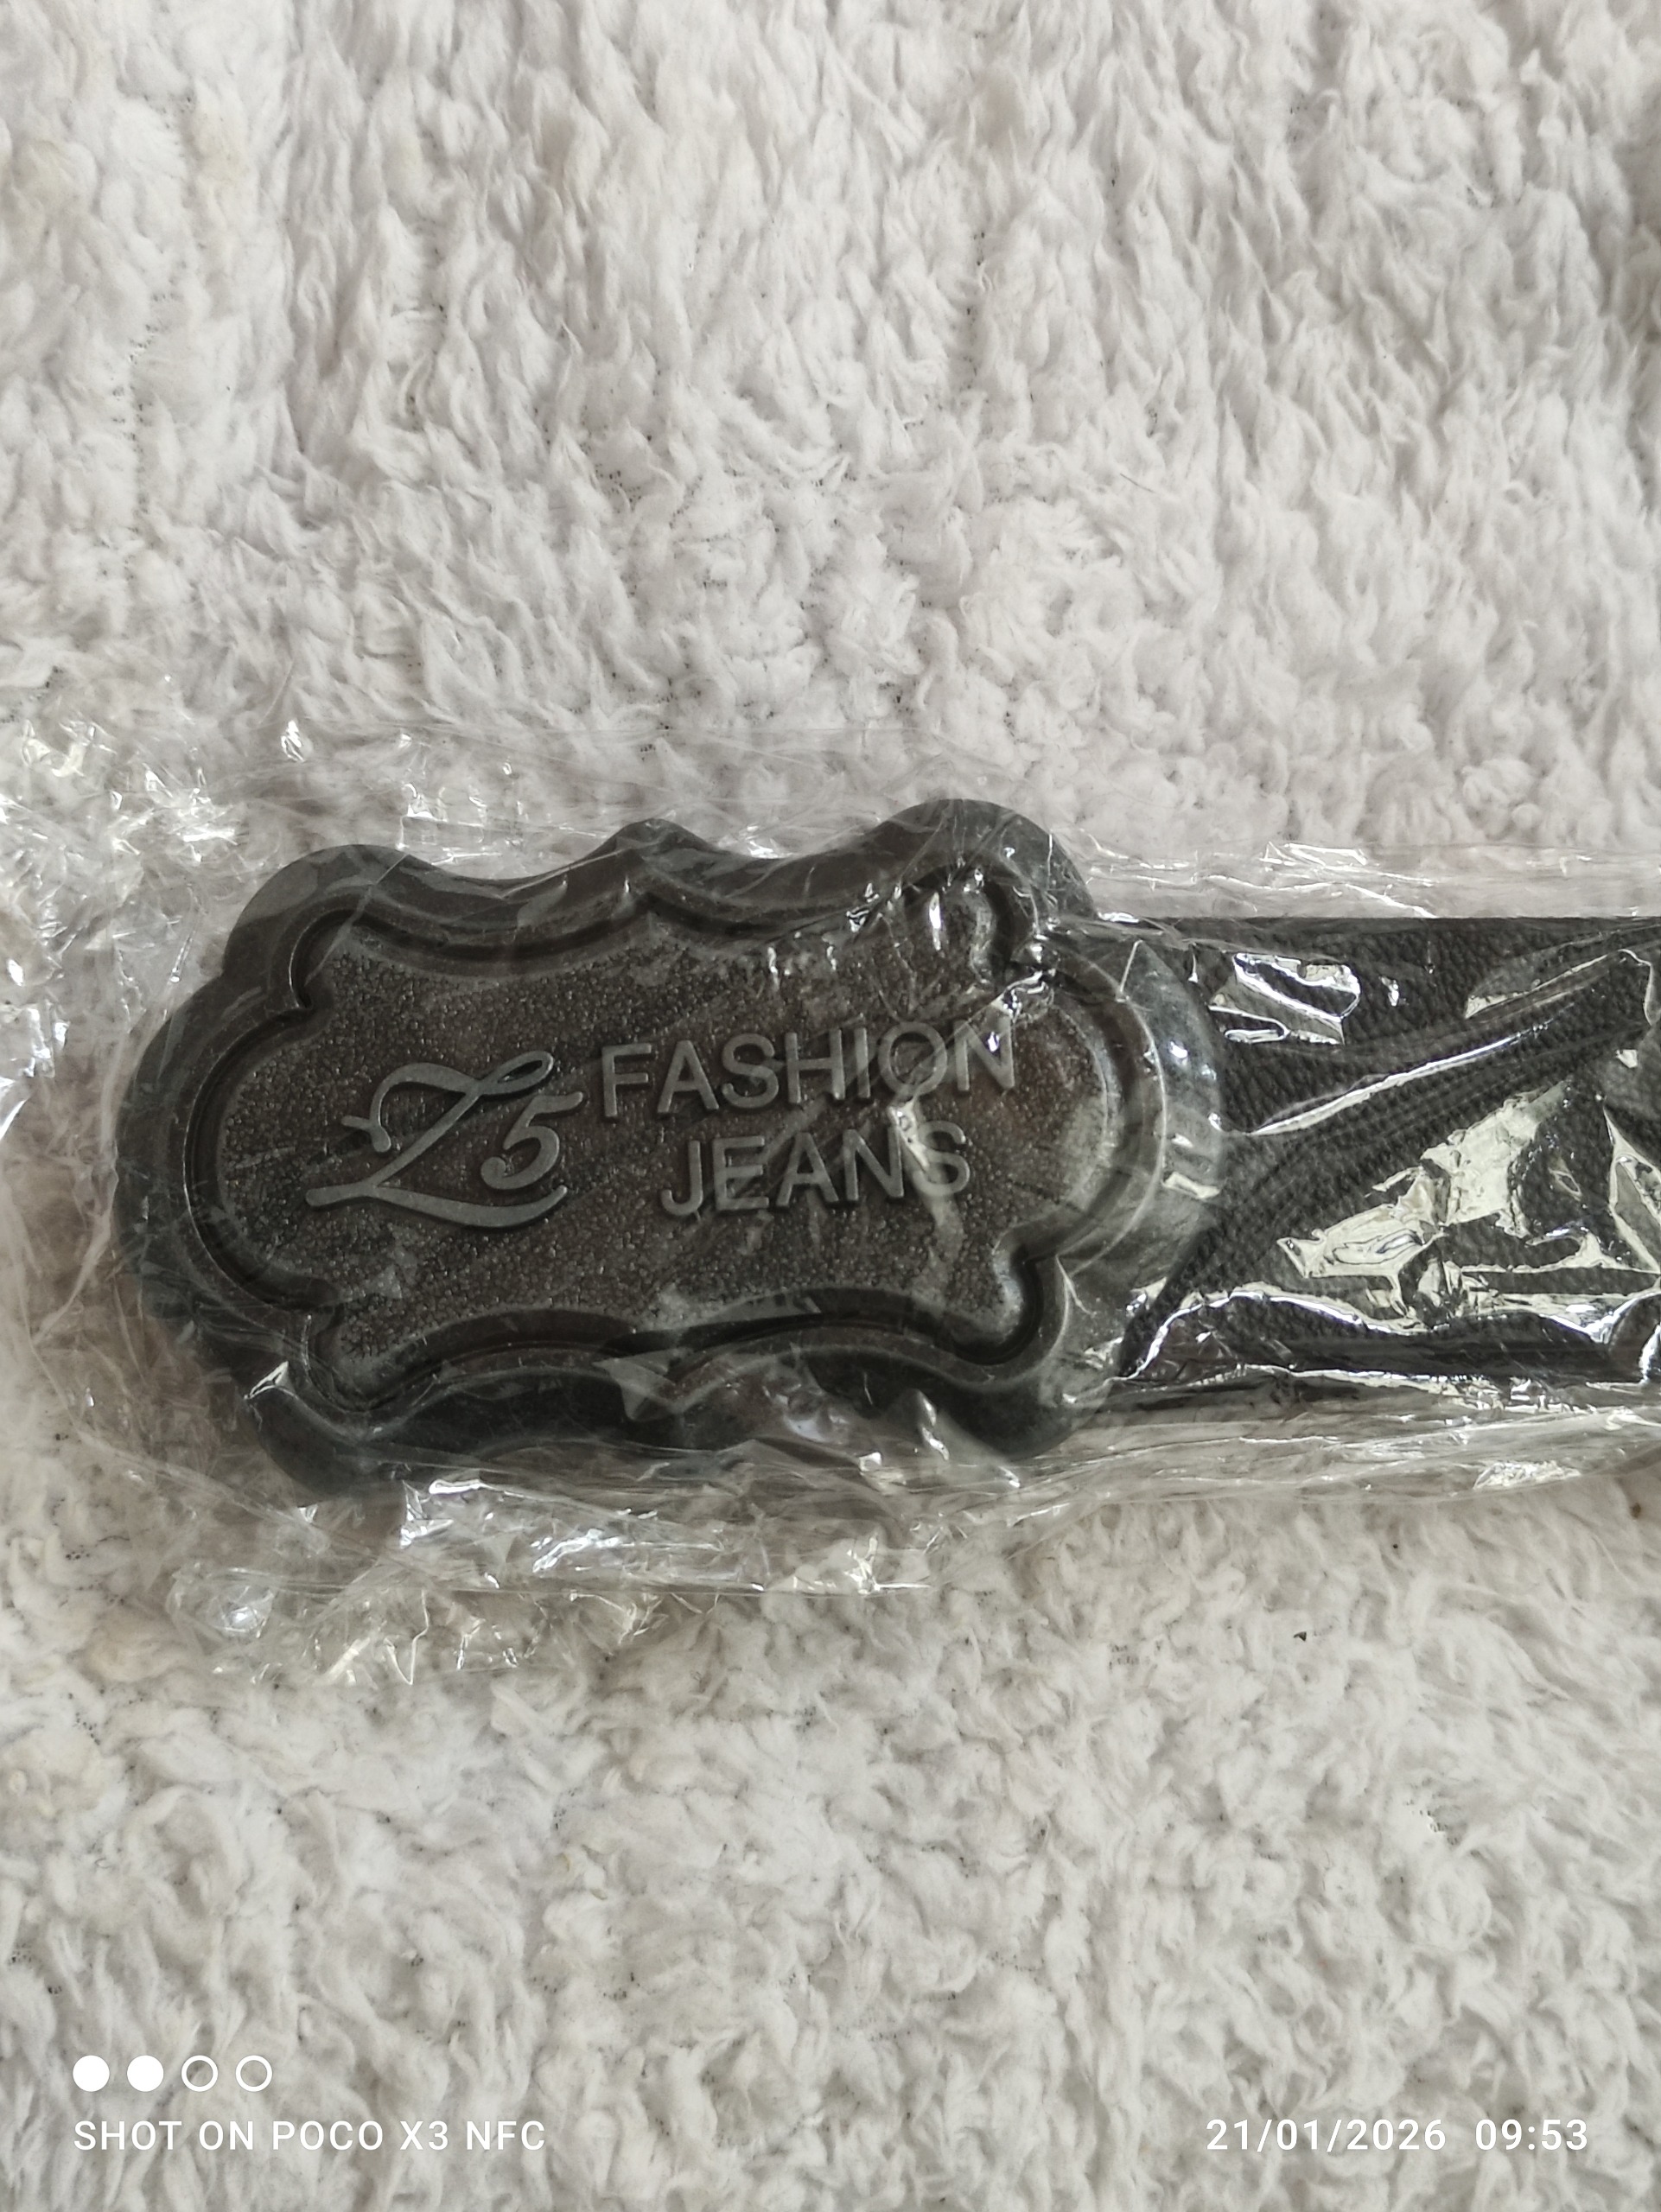 Z5 FASHION
JEANS
SHOT ON POCO X3 NFC
21/01/2026 09:53